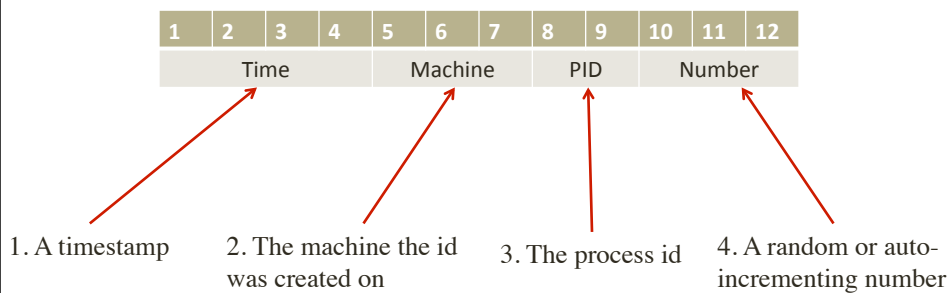 1 2 3 4 5 6 7 8 9 10 11 12
Time Machine PID Number
1. A timestamp
2. The machine the id
was created on
3. The process id
4. A random or auto-
incrementing number